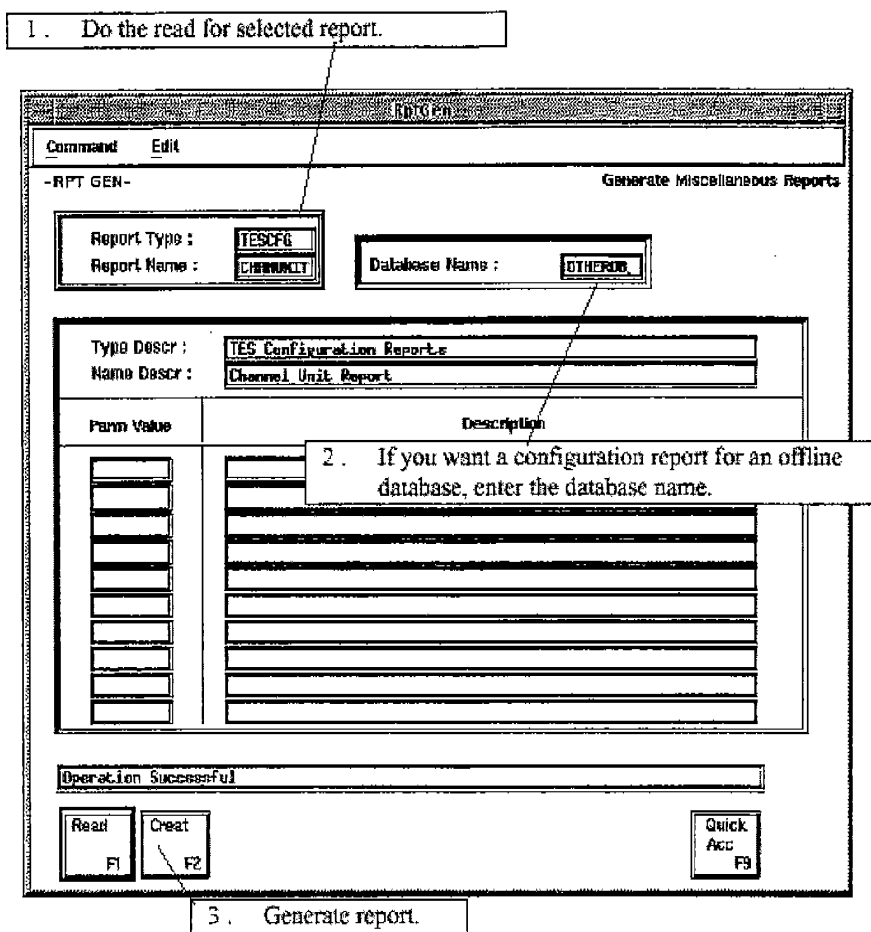 1 . Do the read for selected report.
RptGen
Command Edit
-RPT GEN- Generate Miscellaneous Reports
Report Type : TESCFG
Report Name : CHANUNIT
Database Name : OTHERDB_
Type Descr : TES Configuration Reports
Name Descr : Channel Unit Report
Parm Value Description
2 . If you want a configuration report for an offline
database, enter the database name.
Operation Successful
Read F1
Creat F2
Quick Acc F9
3 . Generate report.